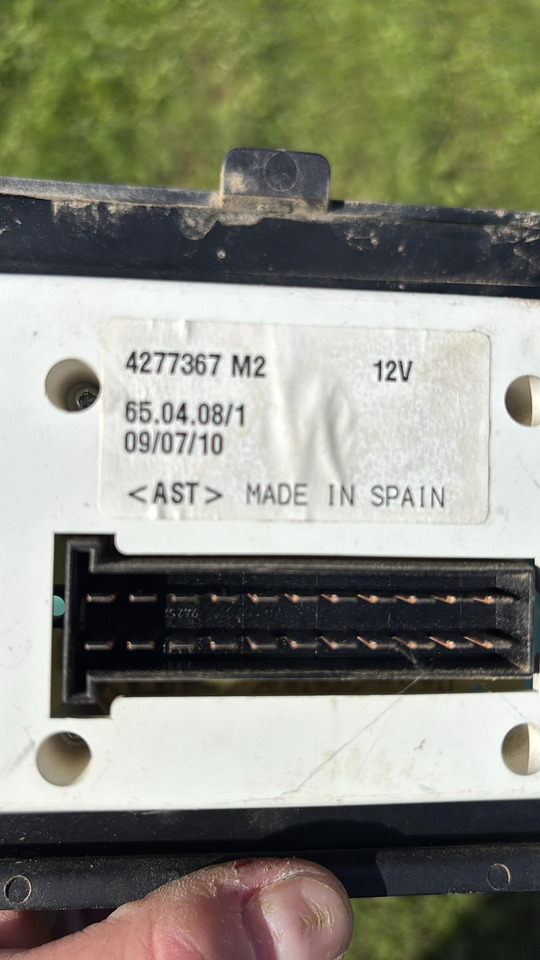 4277367 M2 12V
65.04.08/1
09/07/10
<AST> MADE IN SPAIN